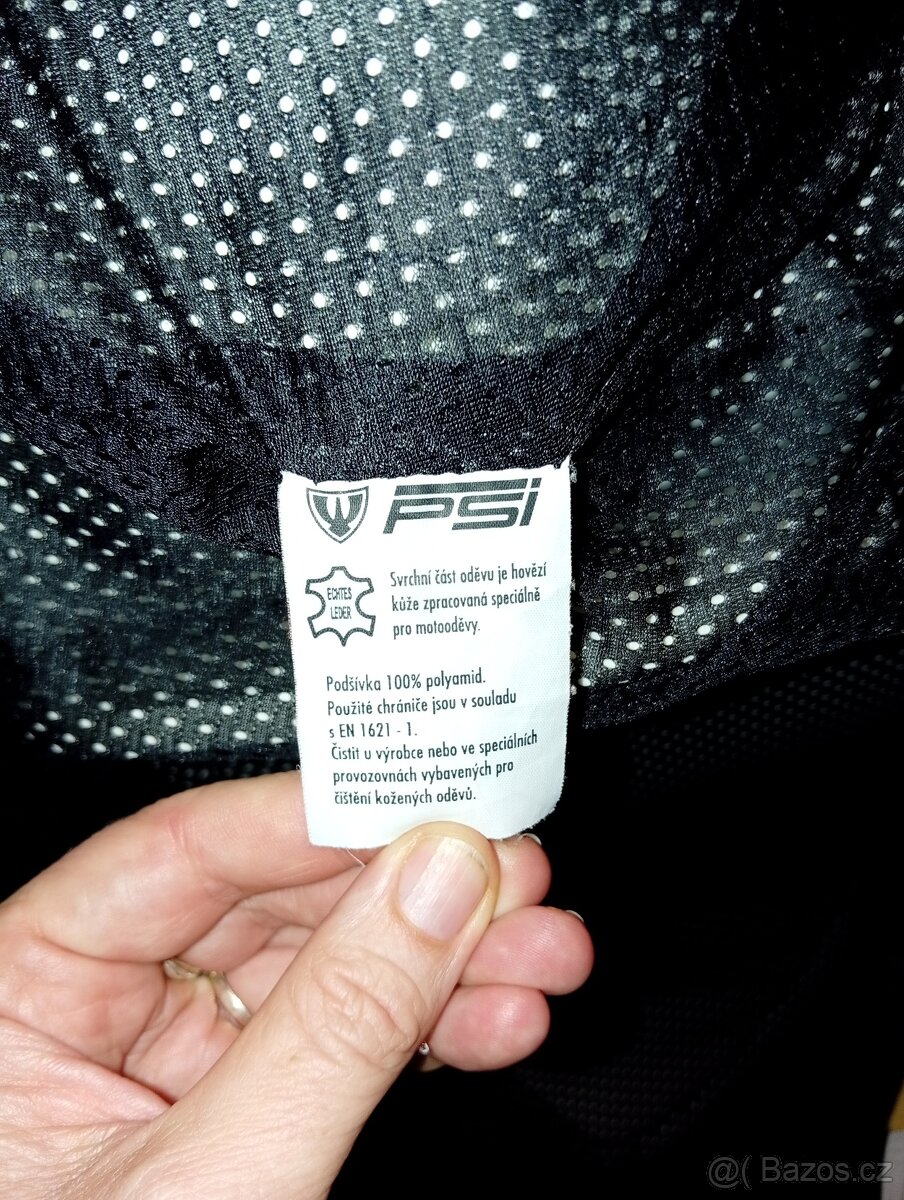 PSi
ECHTES
LEDER
Svrchní část oděvu je hovězí
kůže zpracovaná speciálně
pro motooděvy.
Podšívka 100% polyamid.
Použité chrániče jsou v souladu
s EN 1621 - 1.
Čistit u výrobce nebo ve speciálních
provozovnách vybavených pro
čištění kožených oděvů.
@( Bazos.cz